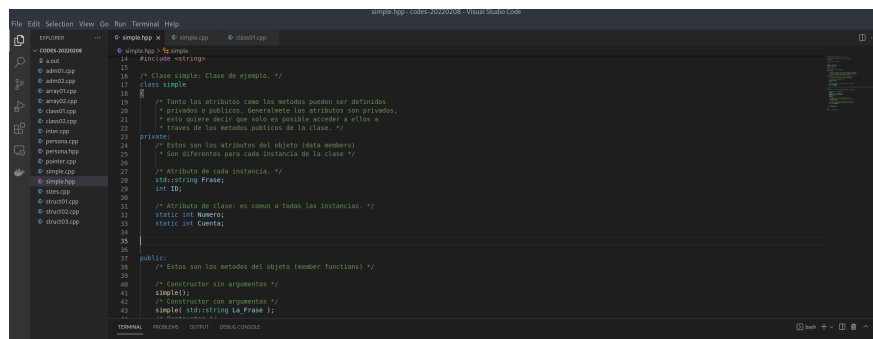 simple.hpp - codes-20220208 - Visual Studio Code
File Edit Selection View Go Run Terminal Help
EXPLORER ...
simple.hpp × simple.cpp class01.cpp
CODES-20220208
simple.hpp > simple
a.out
adm01.cpp
adm02.cpp
array01.cpp
array02.cpp
class01.cpp
class02.cpp
inter.cpp
persona.cpp
persona.hpp
pointer.cpp
simple.cpp
simple.hpp
sizes.cpp
struct01.cpp
struct02.cpp
struct03.cpp
14 #include <string>
15
16 /* Clase simple: Clase de ejemplo. */
17 class simple
18 {
19 /* Tanto los atributos como los metodos pueden ser definidos
20 * privados o publicos. Generalmete los atributos son privados,
21 * esto quiere decir que solo es posible acceder a ellos a
22 * traves de los metodos publicos de la clase. */
23 private:
24 /* Estos son los atributos del objeto (data members)
25 * Son diferentes para cada instancia de la clase */
26
27 /* Atributo de cada instancia. */
28 std::string Frase;
29 int ID;
30
31 /* Atributo de clase: es comun a todas las instancias. */
32 static int Numero;
33 static int Cuenta;
34
35
36
37 public:
38 /* Estos son los metodos del objeto (member functions) */
39
40 /* Constructor sin argumentos */
41 simple();
42 /* Constructor con argumentos */
43 simple( std::string La_Frase );
TERMINAL PROBLEMS OUTPUT DEBUG CONSOLE
bash